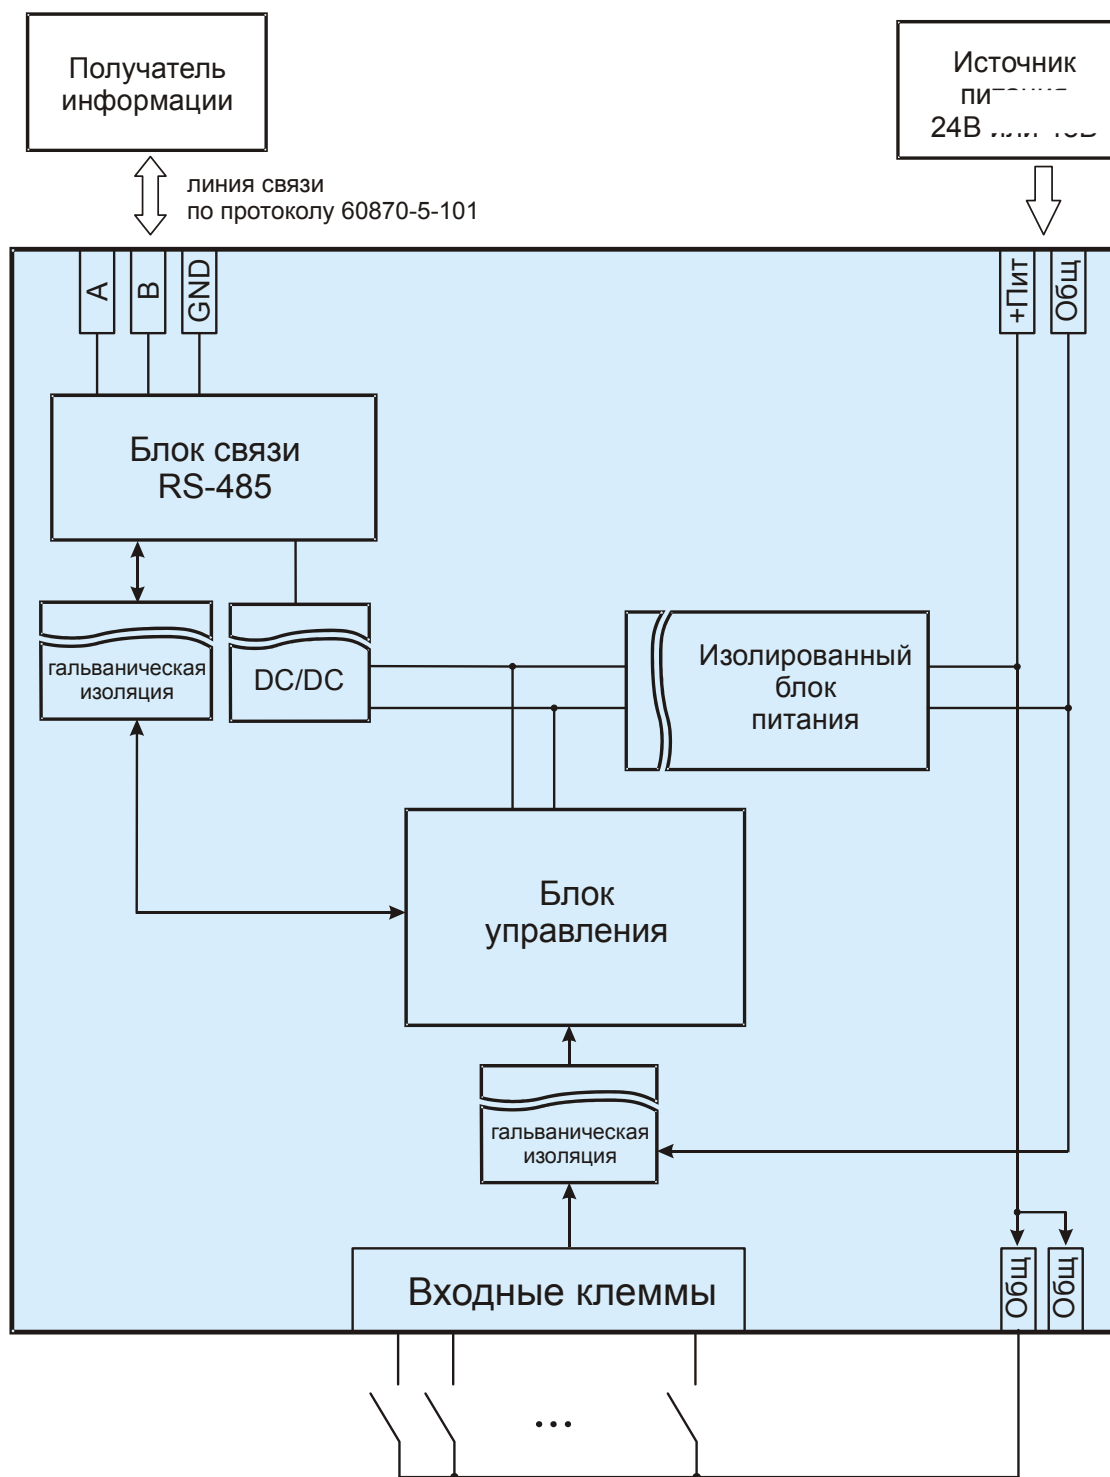 Получатель
информации
Источник
24В
линия связи
по протоколу 60870-5-101
A
B
GND
+Пит
Общ
Блок связи
RS-485
гальваническая
изоляция
DC/DC
Изолированный
блок
питания
Блок
управления
гальваническая
изоляция
Входные клеммы
Общ
Общ
...